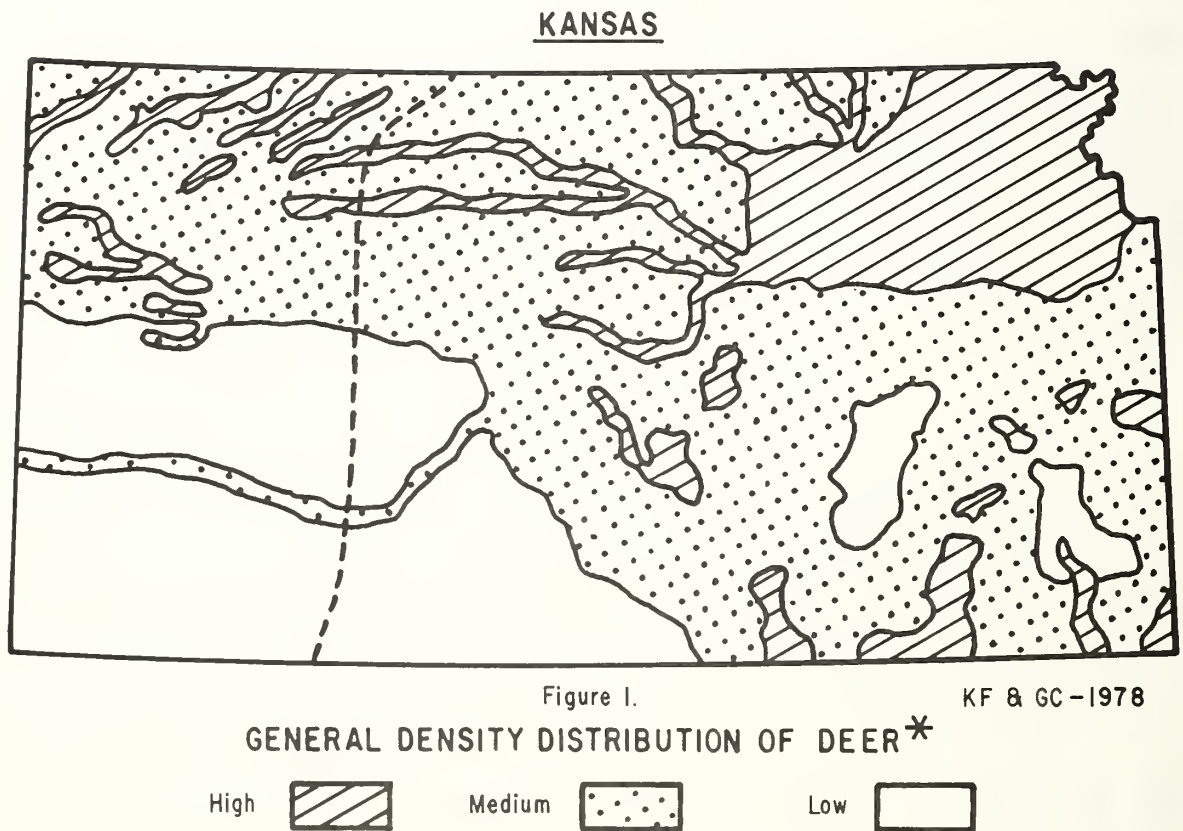 KANSAS
Figure 1. KF & GC-1978
GENERAL DENSITY DISTRIBUTION OF DEER*
High Medium Low